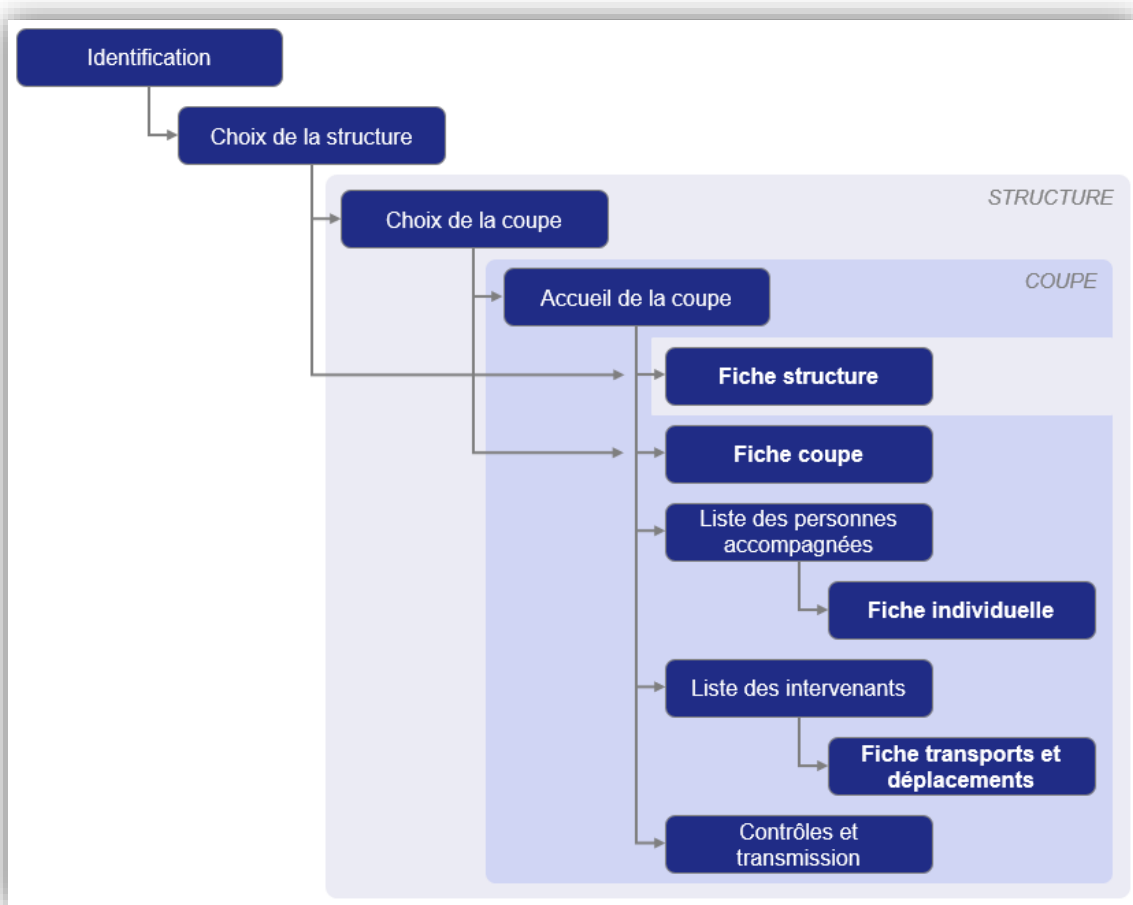 Identification
Choix de la structure
STRUCTURE
Choix de la coupe
COUPE
Accueil de la coupe
Fiche structure
Fiche coupe
Liste des personnes
accompagnées
Fiche individuelle
Liste des intervenants
Fiche transports et
déplacements
Contrôles et
transmission